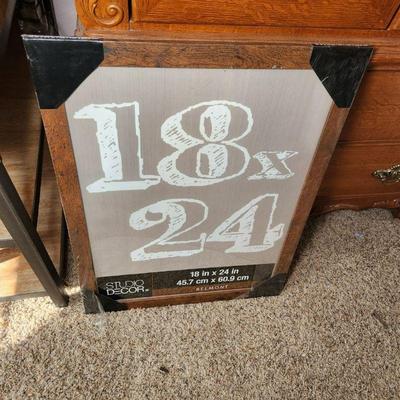 18x
24
STUDIO
DECOR
18 in x 24 in
45.7 cm x 60.9 cm
BELMONT